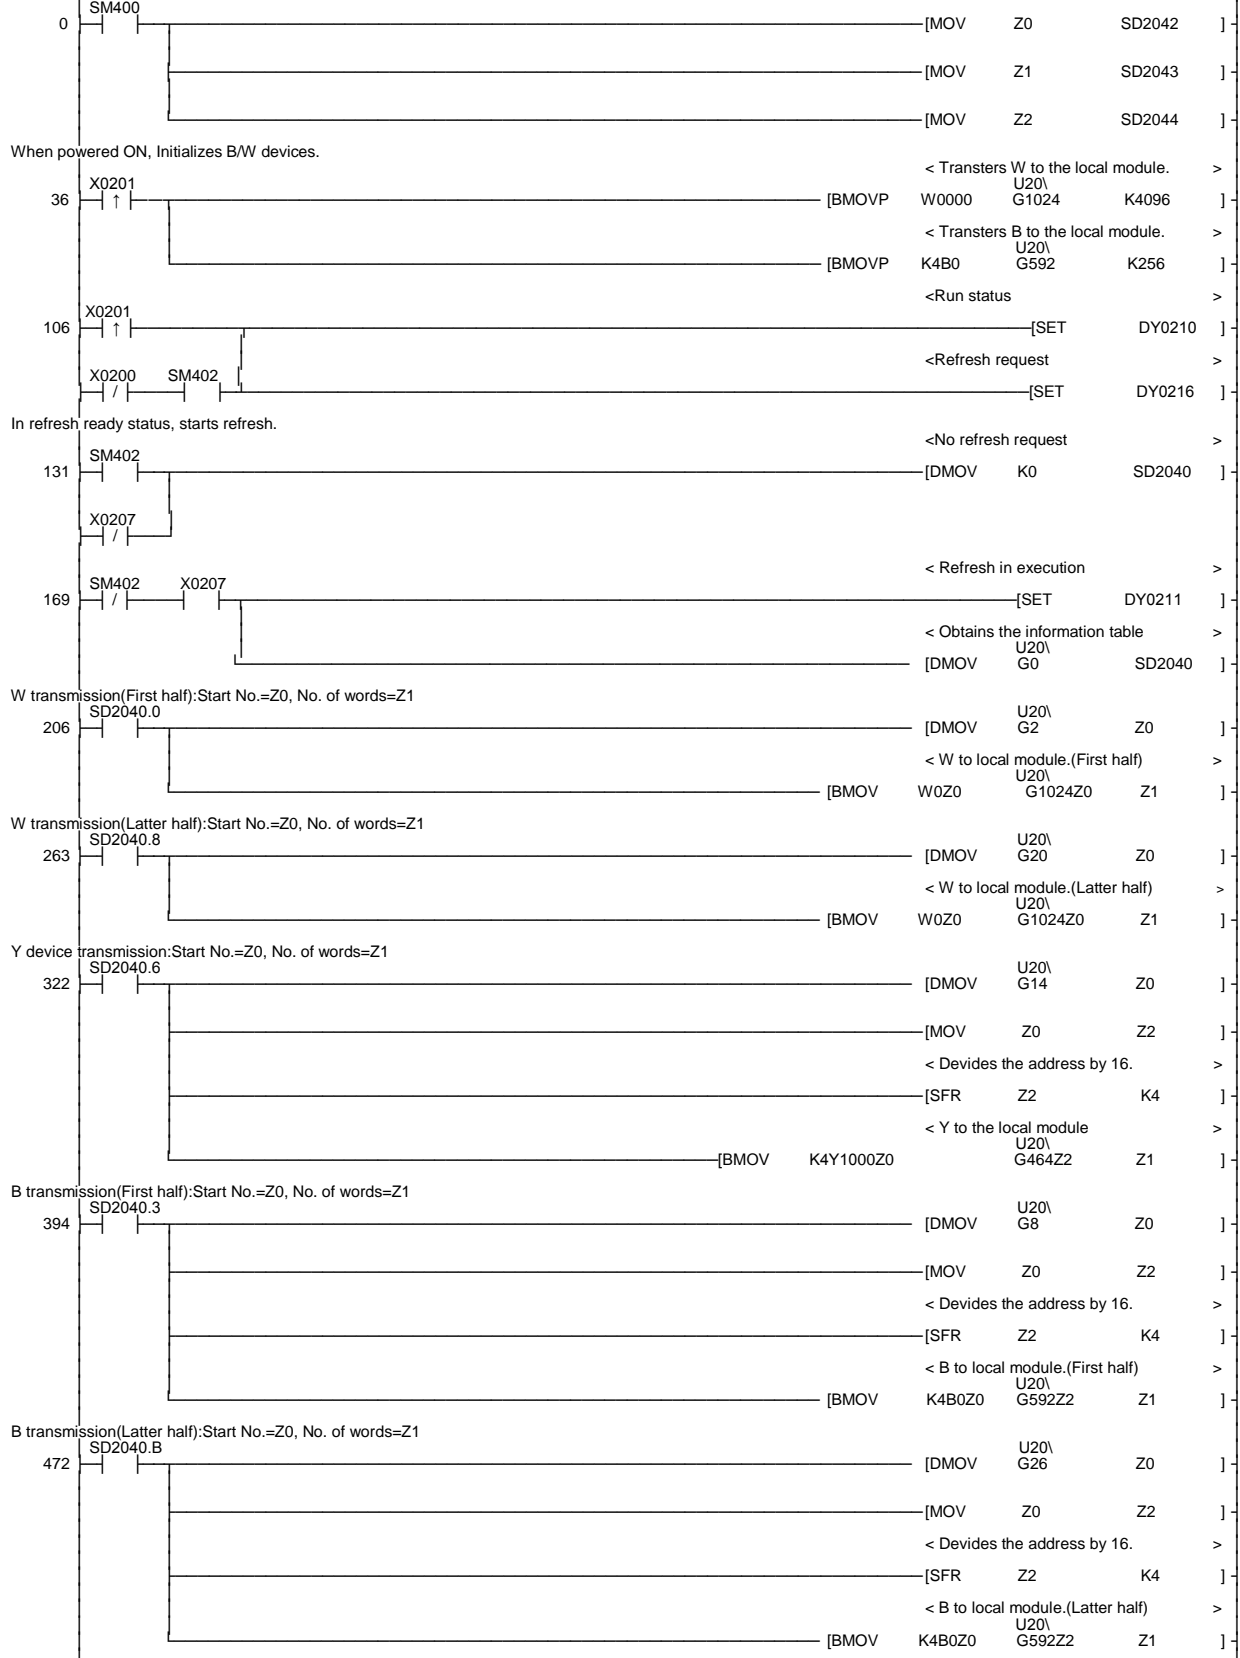 SM400
0 [MOV Z0 SD2042 ]
[MOV Z1 SD2043 ]
[MOV Z2 SD2044 ]
When powered ON, Initializes B/W devices.
< Transters W to the local module. >
X0201 U20\
36 ↑ [BMOVP W0000 G1024 K4096 ]
< Transters B to the local module. >
U20\
[BMOVP K4B0 G592 K256 ]
<Run status >
X0201
106 ↑ [SET DY0210 ]
<Refresh request >
X0200 SM402
/ [SET DY0216 ]
In refresh ready status, starts refresh.
<No refresh request >
SM402
131 [DMOV K0 SD2040 ]
X0207
/
< Refresh in execution >
SM402 X0207
169 / [SET DY0211 ]
< Obtains the information table >
U20\
[DMOV G0 SD2040 ]
W transmission(First half):Start No.=Z0, No. of words=Z1
SD2040.0 U20\
206 [DMOV G2 Z0 ]
< W to local module.(First half) >
U20\
[BMOV W0Z0 G1024Z0 Z1 ]
W transmission(Latter half):Start No.=Z0, No. of words=Z1
SD2040.8 U20\
263 [DMOV G20 Z0 ]
< W to local module.(Latter half) >
U20\
[BMOV W0Z0 G1024Z0 Z1 ]
Y device transmission:Start No.=Z0, No. of words=Z1
SD2040.6 U20\
322 [DMOV G14 Z0 ]
[MOV Z0 Z2 ]
< Devides the address by 16. >
[SFR Z2 K4 ]
< Y to the local module >
U20\
[BMOV K4Y1000Z0 G464Z2 Z1 ]
B transmission(First half):Start No.=Z0, No. of words=Z1
SD2040.3 U20\
394 [DMOV G8 Z0 ]
[MOV Z0 Z2 ]
< Devides the address by 16. >
[SFR Z2 K4 ]
< B to local module.(First half) >
U20\
[BMOV K4B0Z0 G592Z2 Z1 ]
B transmission(Latter half):Start No.=Z0, No. of words=Z1
SD2040.B U20\
472 [DMOV G26 Z0 ]
[MOV Z0 Z2 ]
< Devides the address by 16. >
[SFR Z2 K4 ]
< B to local module.(Latter half) >
U20\
[BMOV K4B0Z0 G592Z2 Z1 ]